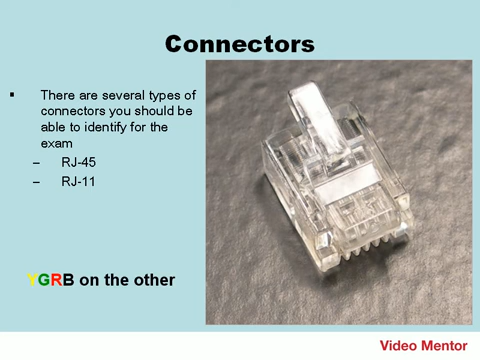 Connectors
▪ There are several types of
connectors you should be
able to identify for the
exam
– RJ-45
– RJ-11
YGRB on the other
Video Mentor